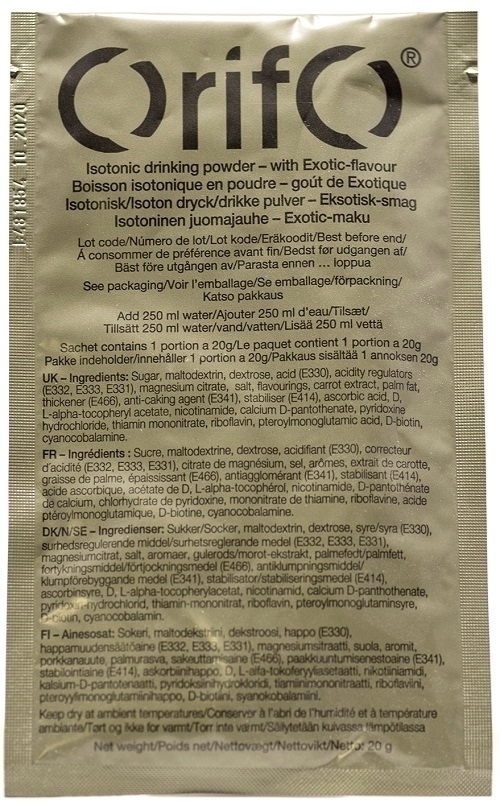 Orifo®
L481854 10.2020
Isotonic drinking powder – with Exotic-flavour
Boisson isotonique en poudre – goút de Exotique
Isotonisk/Isoton dryck/drikke pulver – Eksotisk-smag
Isotoninen juomajauhe – Exotic-maku
Lot code/Número de lot/Lot kode/Eräkoodit/Best before end/
Á consommer de préférence avant fin/Bedst før udgangen af/
Bäst före utgången av/Parasta ennen ... loppua
See packaging/Voir l'emballage/Se emballage/förpackning/
Katso pakkaus
Add 250 ml water/Ajouter 250 ml d'eau/Tilsæt/
Tillsätt 250 ml water/vand/vatten/Lisää 250 ml vettä
Sachet contains 1 portion a 20g/Le paquet contient 1 portion a 20g/
Pakke indeholder/innehåller 1 portion a 20g/Pakkaus sisältää 1 annoksen 20g
UK – Ingredients: Sugar, maltodextrin, dextrose, acid (E330), acidity regulators
(E332, E333, E331), magnesium citrate, salt, flavourings, carrot extract, palm fat,
thickener (E466), anti-caking agent (E341), stabiliser (E414), ascorbic acid, D,
L-alpha-tocopheryl acetate, nicotinamide, calcium D-pantothenate, pyridoxine
hydrochloride, thiamin mononitrate, riboflavin, pteroylmonoglutamic acid, D-biotin,
cyanocobalamine.
FR – Ingredients: Sucre, maltodextrine, dextrose, acidifiant (E330), correcteur
d'acidité (E332, E333, E331), citrate de magnésium, sel, arômes, extrait de carotte,
graisse de palme, épaississant (E466), antiagglomérant (E341), stabilisant (E414),
acide ascorbique, acétate de D, L-alpha-tocophérol, nicotinamide, D-pantothénate
de calcium, chlorhydrate de pyridoxine, mononitrate de thiamine, riboflavine, acide
ptéroylmonoglutamique, D-biotine, cyanocobalamine.
DK/N/SE – Ingredienser: Sukker/Socker, maltodextrin, dextrose, syre/syra (E330),
surhedsregulerende middel/surhetsreglerande medel (E332, E333, E331),
magnesiumcitrat, salt, aromaer, gulerods/morot-ekstrakt, palmefedt/palmfett,
fortykningsmiddel/förtjockningsmedel (E466), antiklumpningsmiddel/
klumpförebyggande medel (E341), stabilisator/stabiliseringsmedel (E414),
ascorbinsyre, D, L-alpha-tocopherylacetat, nicotinamid, calcium D-panthothenate,
pyridoxin-hydrochlorid, thiamin-mononitrat, riboflavin, pteroylmonoglutaminsyre,
D-biotin, cyanocobalamin.
FI – Ainesosat: Sokeri, maltodekstriini, dekstroosi, happo (E330),
happamuudensäätöaine (E332, E333, E331), magnesiumsitraatti, suola, aromit,
porkkanauute, palmurasva, sakeuttamisaine (E466), paakkuuntumisenestoaine (E341),
stabilointiaine (E414), askorbiinihappo, D, L-alfa-tokoferyyliasetaatti, nikotiiniamidi,
kalsium-D-pantotenaatti, pyridoksiinihydrokloridi, tiamiinimononitraatti, riboflaviini,
pteroyylmonoglutamiinihappo, D-biotiini, syanokobalamiini.
Keep dry at ambient temperatures/Conserver à l'abri de l'humidité et à température
ambiante/Tørt og ikke for varmt/Torr inte varmt/Säilytetään kuivassa lämpötilassa
Net weight/Poids net/Nettovægt/Nettovikt/Netto: 20 g